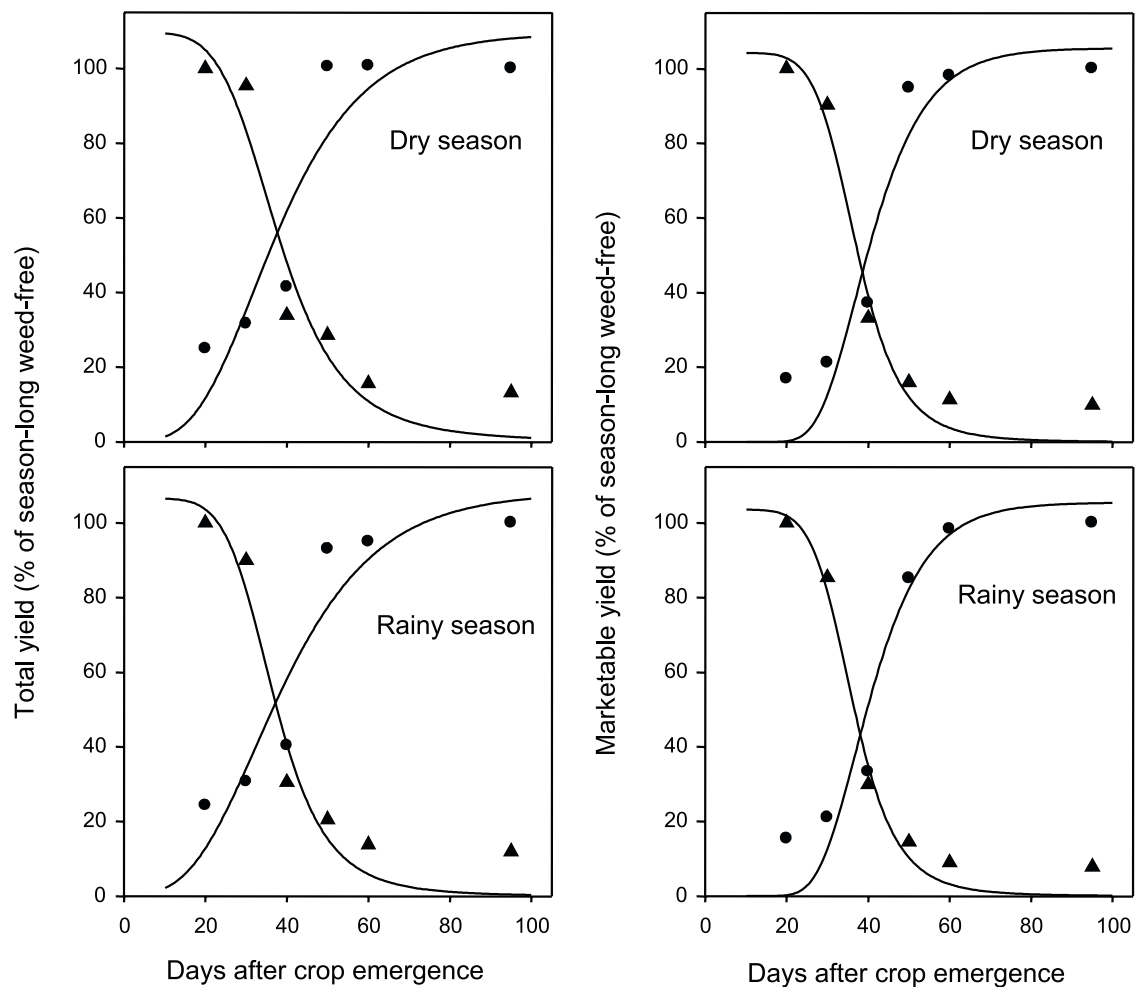 Total yield (% of season-long weed-free)
100
80
60
40
20
0
Dry season
Marketable yield (% of season-long weed-free)
100
80
60
40
20
0
Dry season
100
80
60
40
20
0
Rainy season
0 20 40 60 80 100
Days after crop emergence
100
80
60
40
20
0
Rainy season
0 20 40 60 80 100
Days after crop emergence